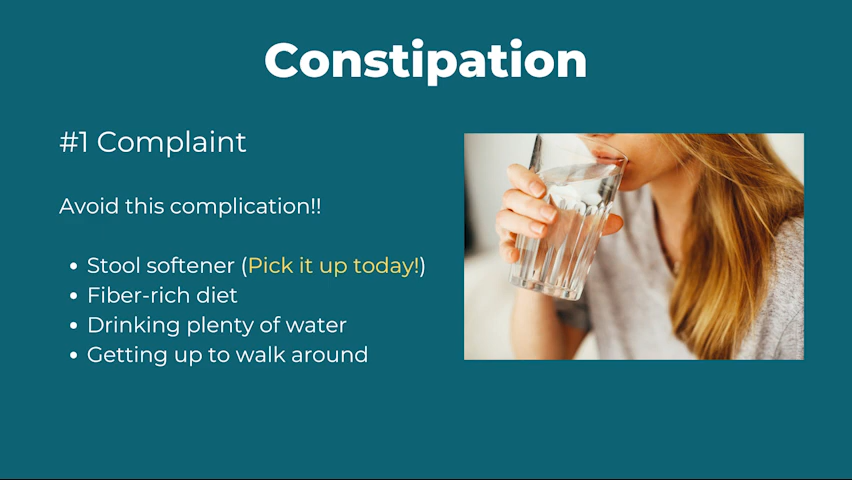 Constipation
#1 Complaint
Avoid this complication!!
• Stool softener (Pick it up today!)
• Fiber-rich diet
• Drinking plenty of water
• Getting up to walk around